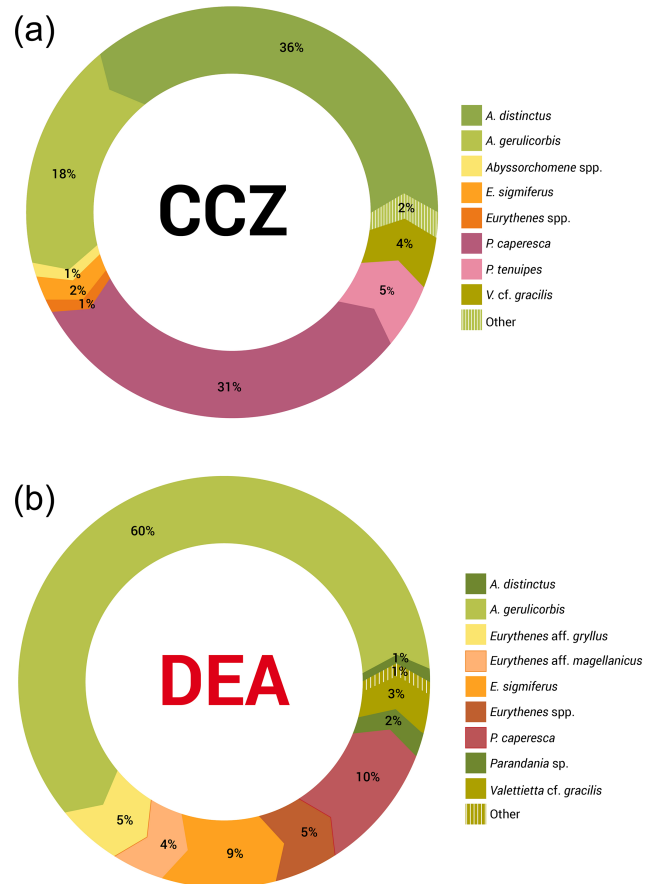 (a)
36%
18%
CCZ
2%
4%
1%
2%
1%
5%
31%
A. distinctus
A. gerulicorbis
Abyssorchomene spp.
E. sigmiferus
Eurythenes spp.
P. caperesca
P. tenuipes
V. cf. gracilis
Other
(b)
60%
DEA
1%
1%
3%
2%
10%
5%
4%
9%
5%
A. distinctus
A. gerulicorbis
Eurythenes aff. gryllus
Eurythenes aff. magellanicus
E. sigmiferus
Eurythenes spp.
P. caperesca
Parandania sp.
Valettietta cf. gracilis
Other